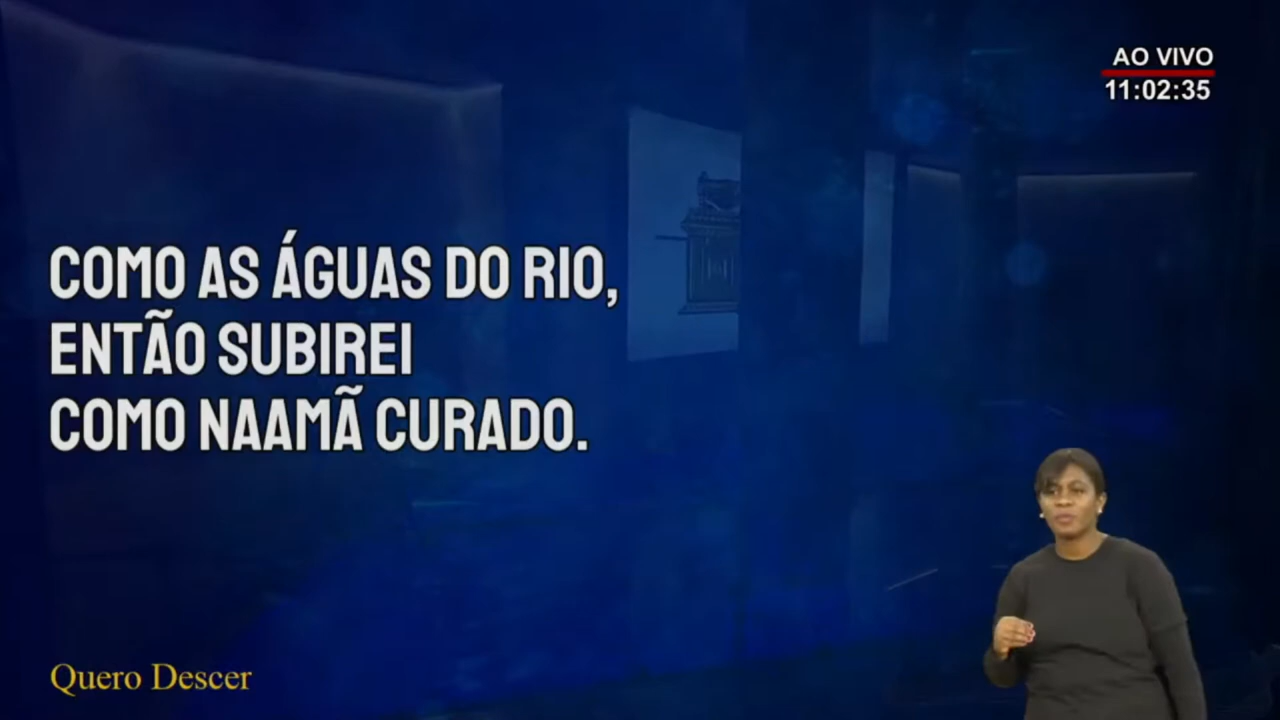 AO VIVO
11:02:35
COMO AS ÁGUAS DO RIO,
ENTÃO SUBIREI
COMO NAAMÃ CURADO.
Quero Descer